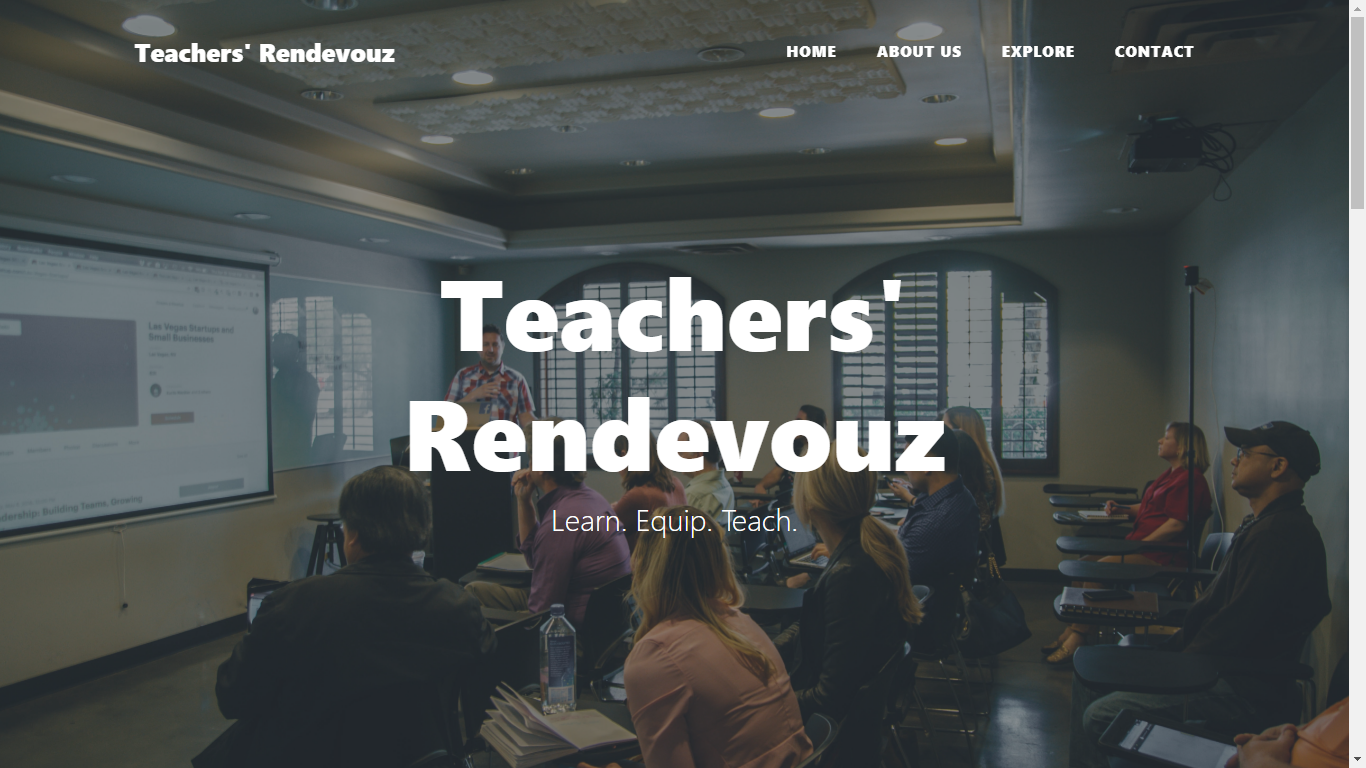 Teachers' Rendevouz
HOME ABOUT US EXPLORE CONTACT
Teachers'
Rendevouz
Learn. Equip. Teach.
Las Vegas Startups and
Small Businesses
dership: Building Teams, Growing